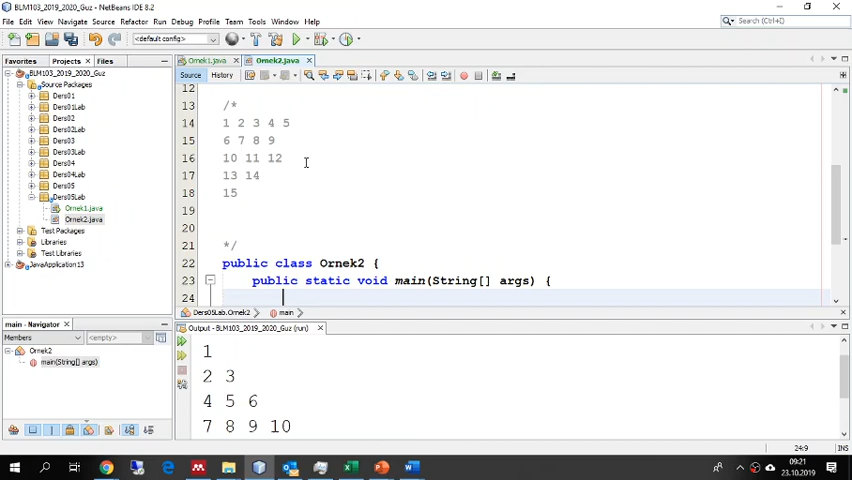 BLM103_2019_2020_Guz - NetBeans IDE 8.2
File Edit View Navigate Source Refactor Run Debug Profile Team Tools Window Help
Search (Ctrl+I)
<default config>
Favorites Projects Files
BLM103_2019_2020_Guz
Source Packages
Ders01
Ders01Lab
Ders02
Ders02Lab
Ders03
Ders03Lab
Ders04
Ders04Lab
Ders05
Ders05Lab
Ornek1.java
Ornek2.java
Test Packages
Libraries
Test Libraries
JavaApplication13
Ornek1.java Ornek2.java
Source History
12
13 /*
14 1 2 3 4 5
15 6 7 8 9
16 10 11 12
17 13 14
18 15
19
20
21 */
22 public class Ornek2 {
23 public static void main(String[] args) {
24
Ders05Lab.Ornek2 main
main - Navigator
Members <empty>
Ornek2
main(String[] args)
Output - BLM103_2019_2020_Guz (run)
1
2 3
4 5 6
7 8 9 10
24:9 INS
09:21
23.10.2019